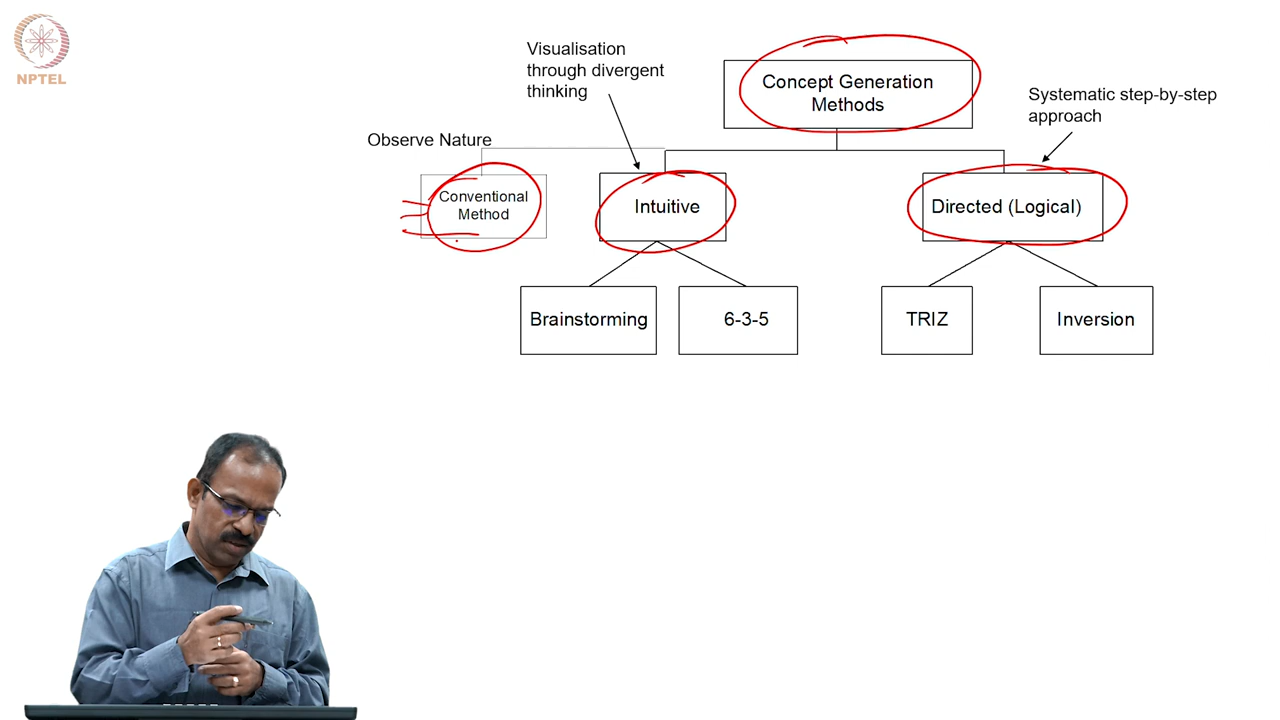 NPTEL
Visualisation
through divergent
thinking
Concept Generation
Methods
Systematic step-by-step
approach
Observe Nature
Conventional
Method
Intuitive
Directed (Logical)
Brainstorming
6-3-5
TRIZ
Inversion